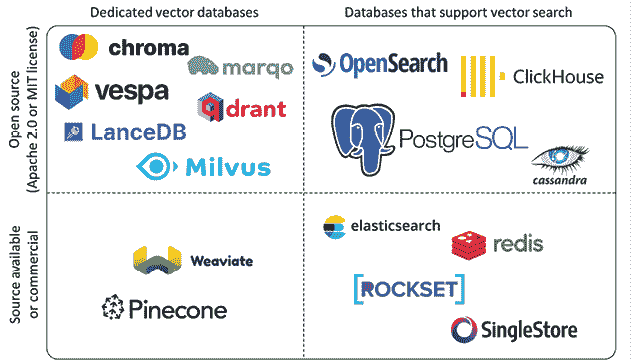 Dedicated vector databases
Databases that support vector search
Open source
(Apache 2.0 or MIT license)
chroma
marqo
vespa
qdrant
LanceDB
Milvus
OpenSearch
ClickHouse
PostgreSQL
cassandra
Source available
or commercial
Weaviate
Pinecone
elasticsearch
redis
ROCKSET
SingleStore